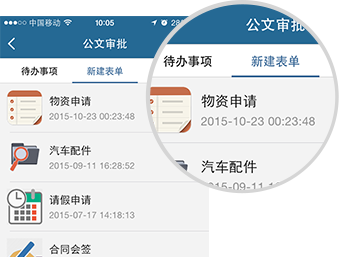 中国移动 10:05 28
公文审批
待办事项 新建表单
物资申请
2015-10-23 00:23:48
汽车配件
2015-09-11 16:28:52
请假申请
2015-07-17 14:18:13
合同会签
公文审批
待办事项 新建表单
物资申请
2015-10-23 00:23:48
汽车配件
2015-09-11 16:28